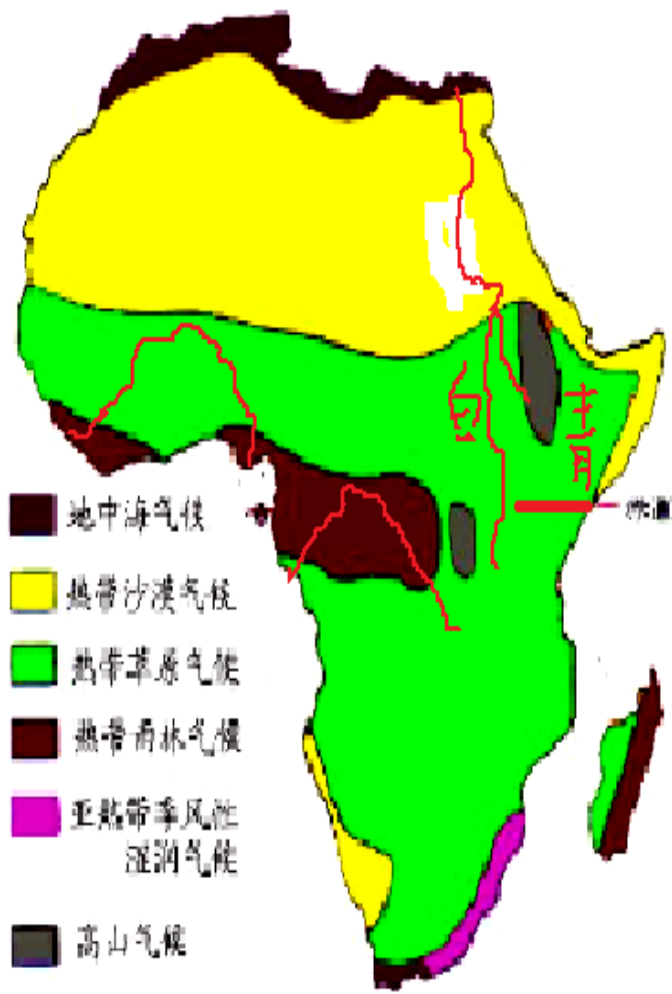 白
青
地中海气候
赤道
热带沙漠气候
热带草原气候
热带雨林气候
亚热带季风性
湿润气候
高山气候